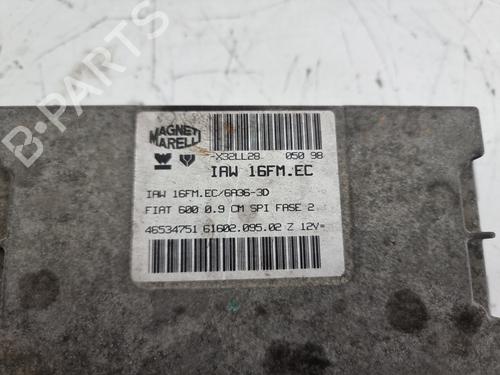 B-PARTS
MAGNETI
MARELLI
-X32LL28 050 98
IAW 16FM.EC
IAW 16FM.EC/6A36-3D
FIAT 600 0.9 CM SPI FASE 2
46534751 61602.095.02 Z 12V=